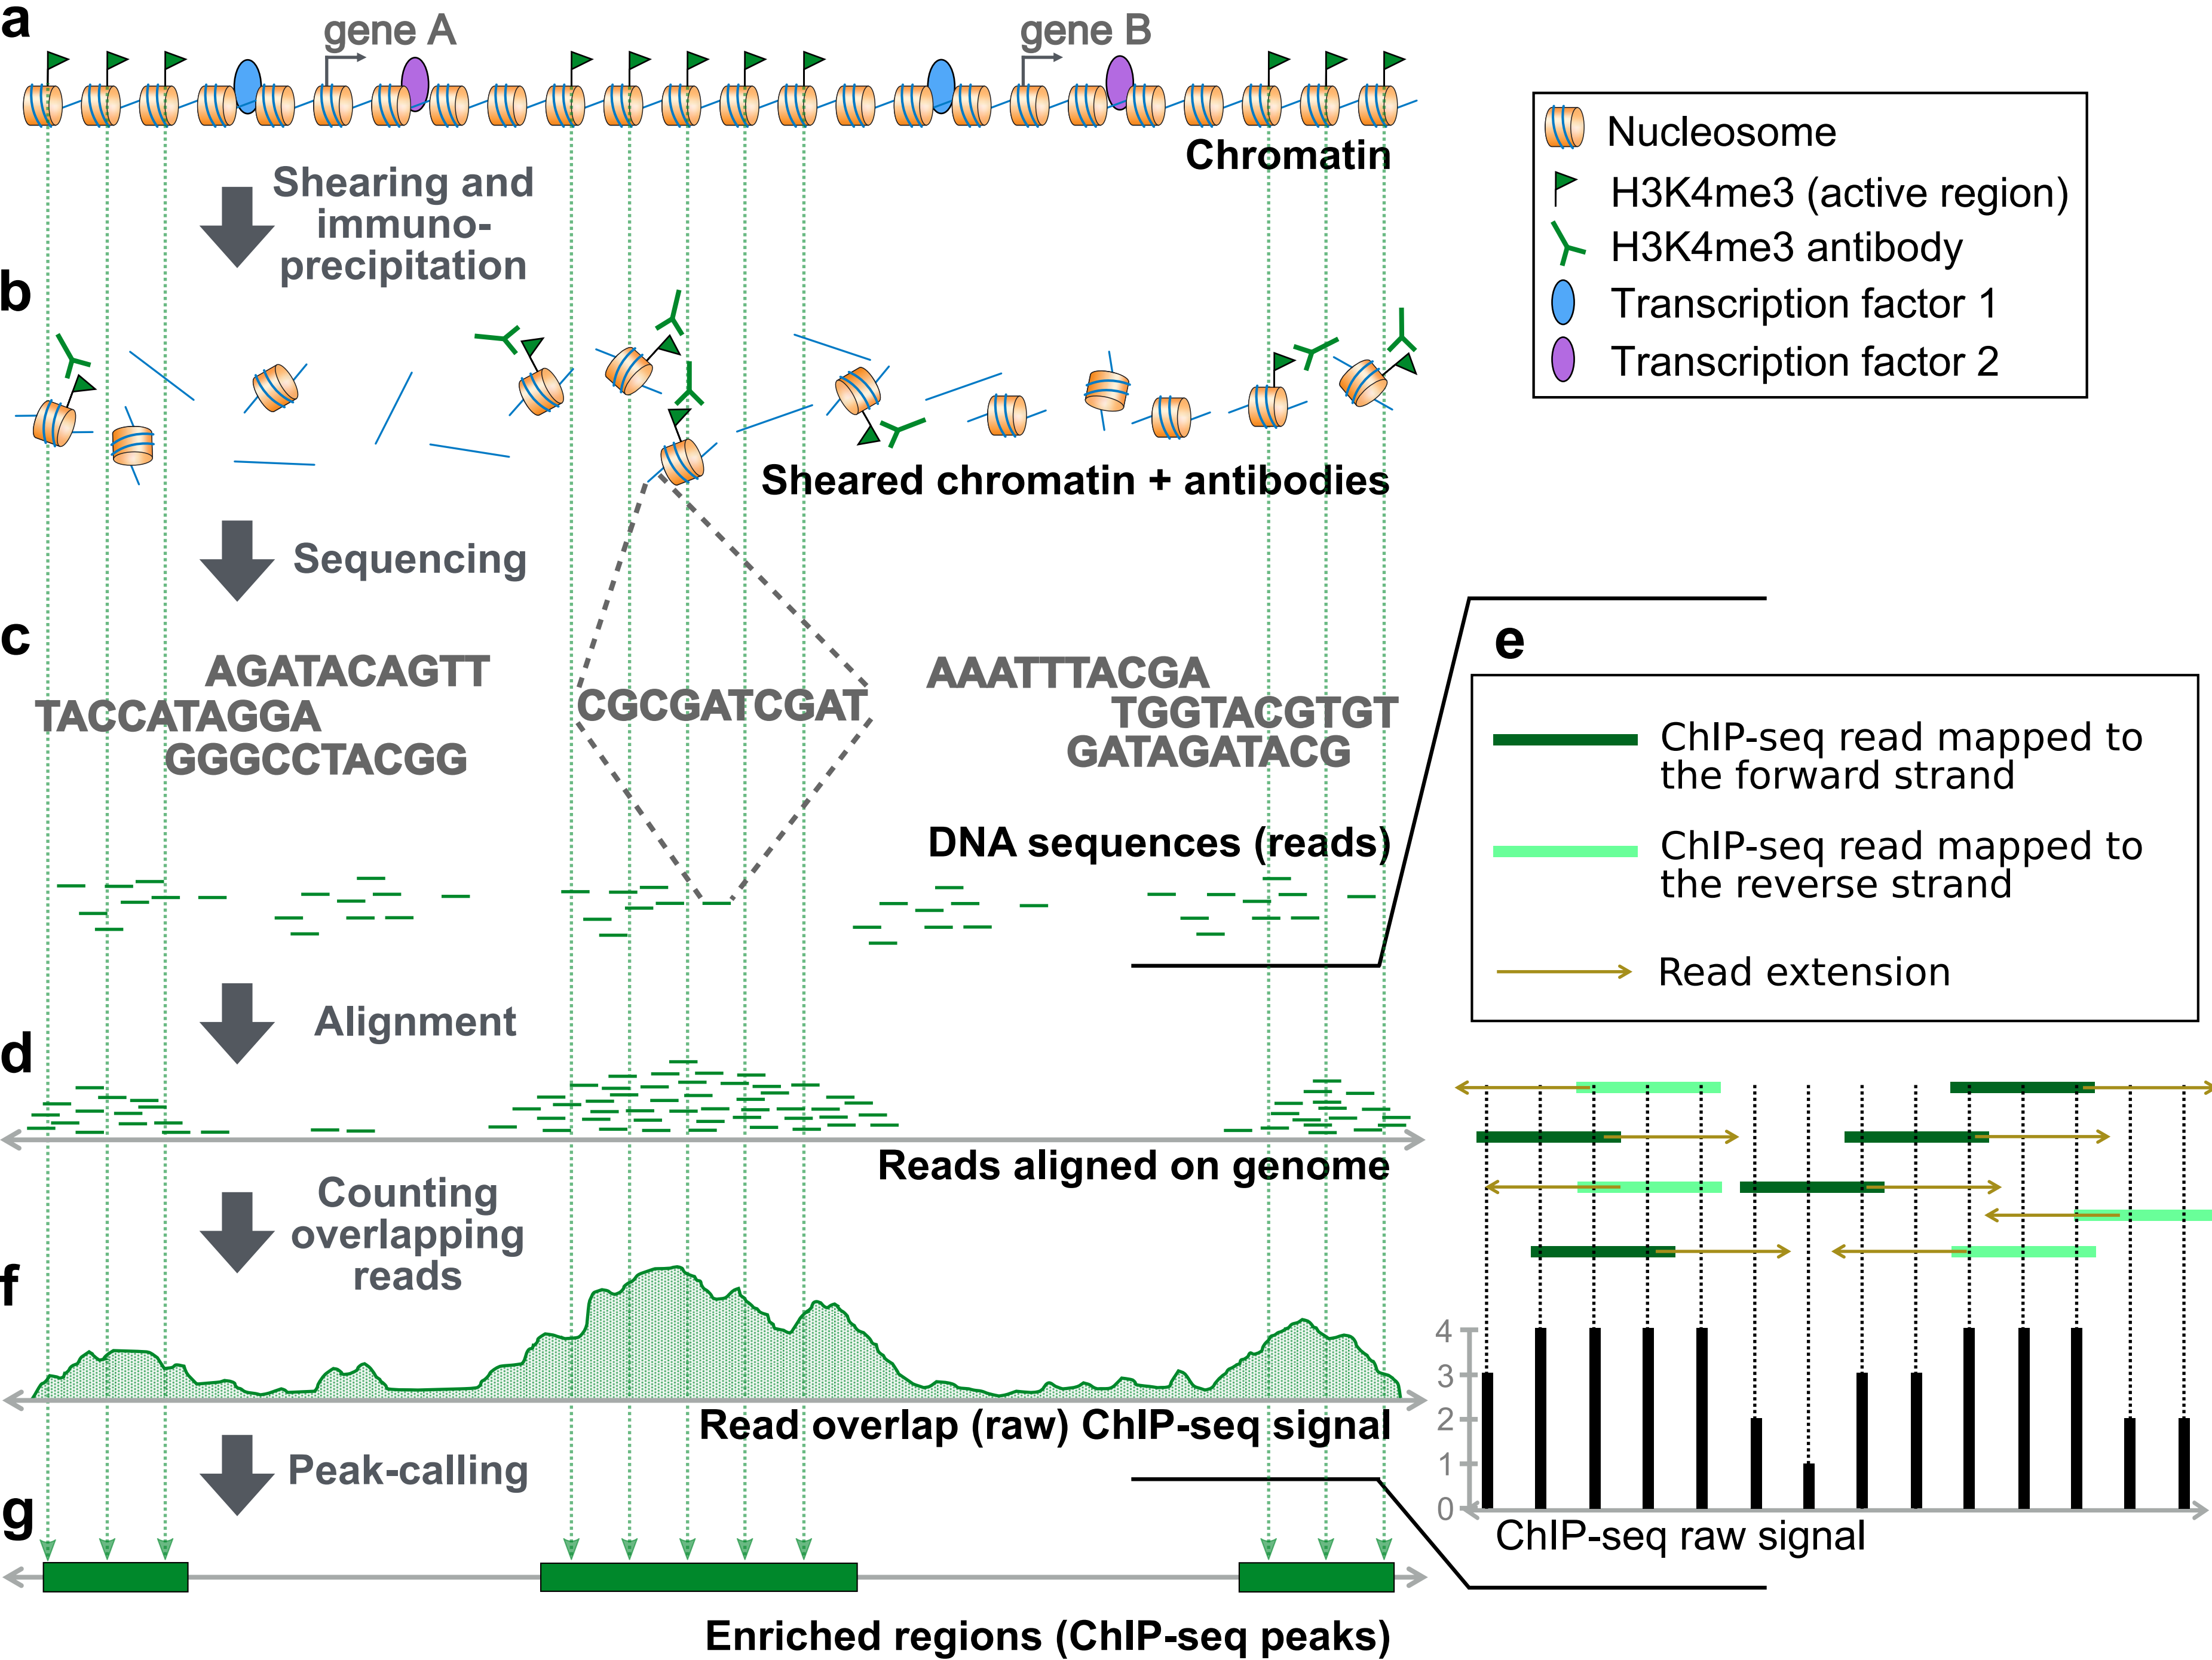 a
gene A
gene B
Chromatin
Nucleosome
H3K4me3 (active region)
H3K4me3 antibody
Transcription factor 1
Transcription factor 2
Shearing and
immuno-
precipitation
b
Sheared chromatin + antibodies
Sequencing
c
AGATACAGTT
TACCATAGGA
GGGCCTACGG
CGCGATCGAT
AAATTTACGA
TGGTACGTGT
GATAGATACG
DNA sequences (reads)
Alignment
d
Reads aligned on genome
Counting
overlapping
reads
e
ChIP-seq read mapped to
the forward strand
ChIP-seq read mapped to
the reverse strand
Read extension
4
3
2
1
0
ChIP-seq raw signal
f
Read overlap (raw) ChIP-seq signal
Peak-calling
g
Enriched regions (ChIP-seq peaks)